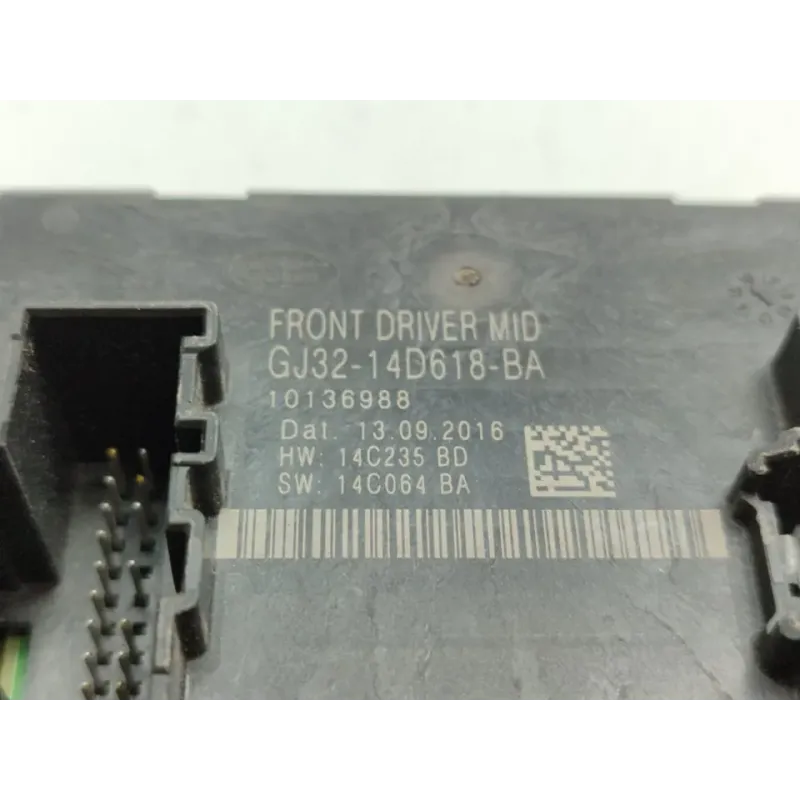 FRONT DRIVER MID
GJ32-14D618-BA
10136988
Dat. 13.09.2016
HW: 14C235 BD
SW: 14C064 BA